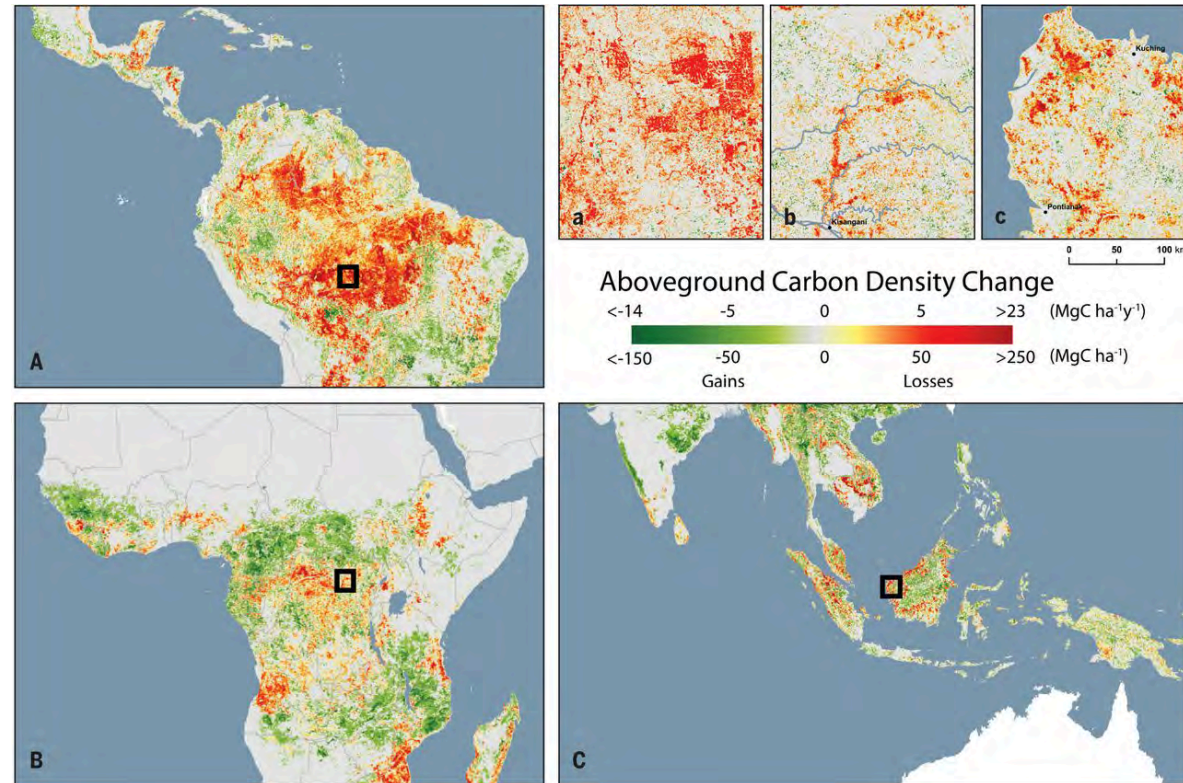 A
a
b
Kisangani
c
Kuching
Pontianak
0 50 100 km
Aboveground Carbon Density Change
<-14 -5 0 5 >23 (MgC ha⁻¹y⁻¹)
<-150 -50 0 50 >250 (MgC ha⁻¹)
Gains Losses
B
C